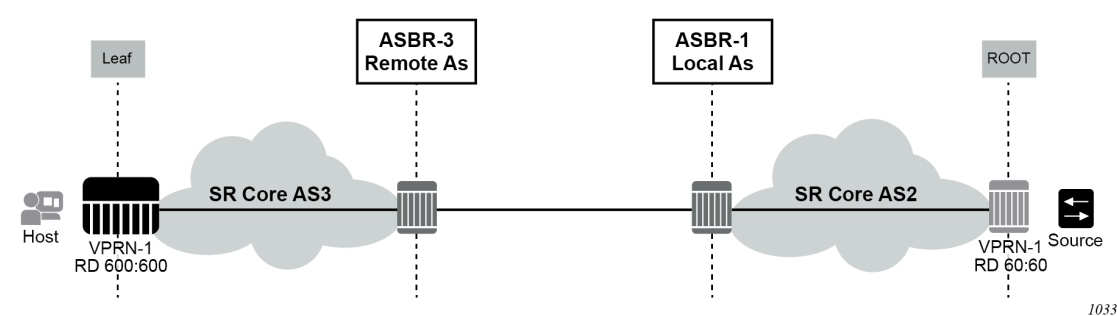 Leaf
ASBR-3
Remote As
ASBR-1
Local As
ROOT
SR Core AS3
SR Core AS2
Host
VPRN-1
RD 600:600
VPRN-1
RD 60:60
Source
1033